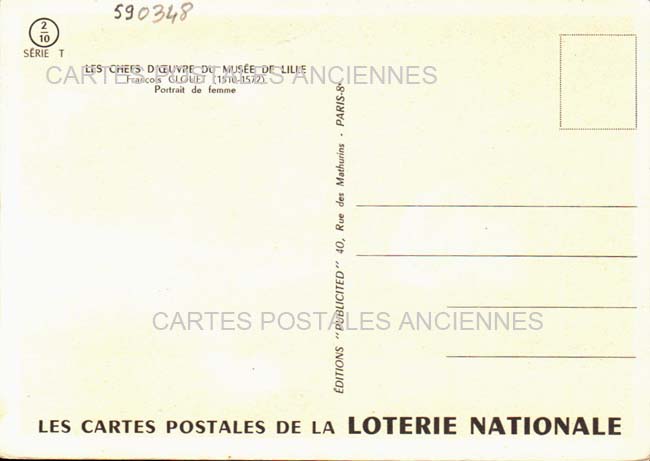 590348
2
10
SÉRIE T
LES CHEFS D'ŒUVRE DU MUSÉE DE LILLE
CARTES POSTALES ANCIENNES
François CLOUET (1510-1572)
Portrait de femme
ÉDITIONS "PUBLICITED" 40, Rue des Mathurins - PARIS-8e
CARTES POSTALES ANCIENNES
LES CARTES POSTALES DE LA LOTERIE NATIONALE